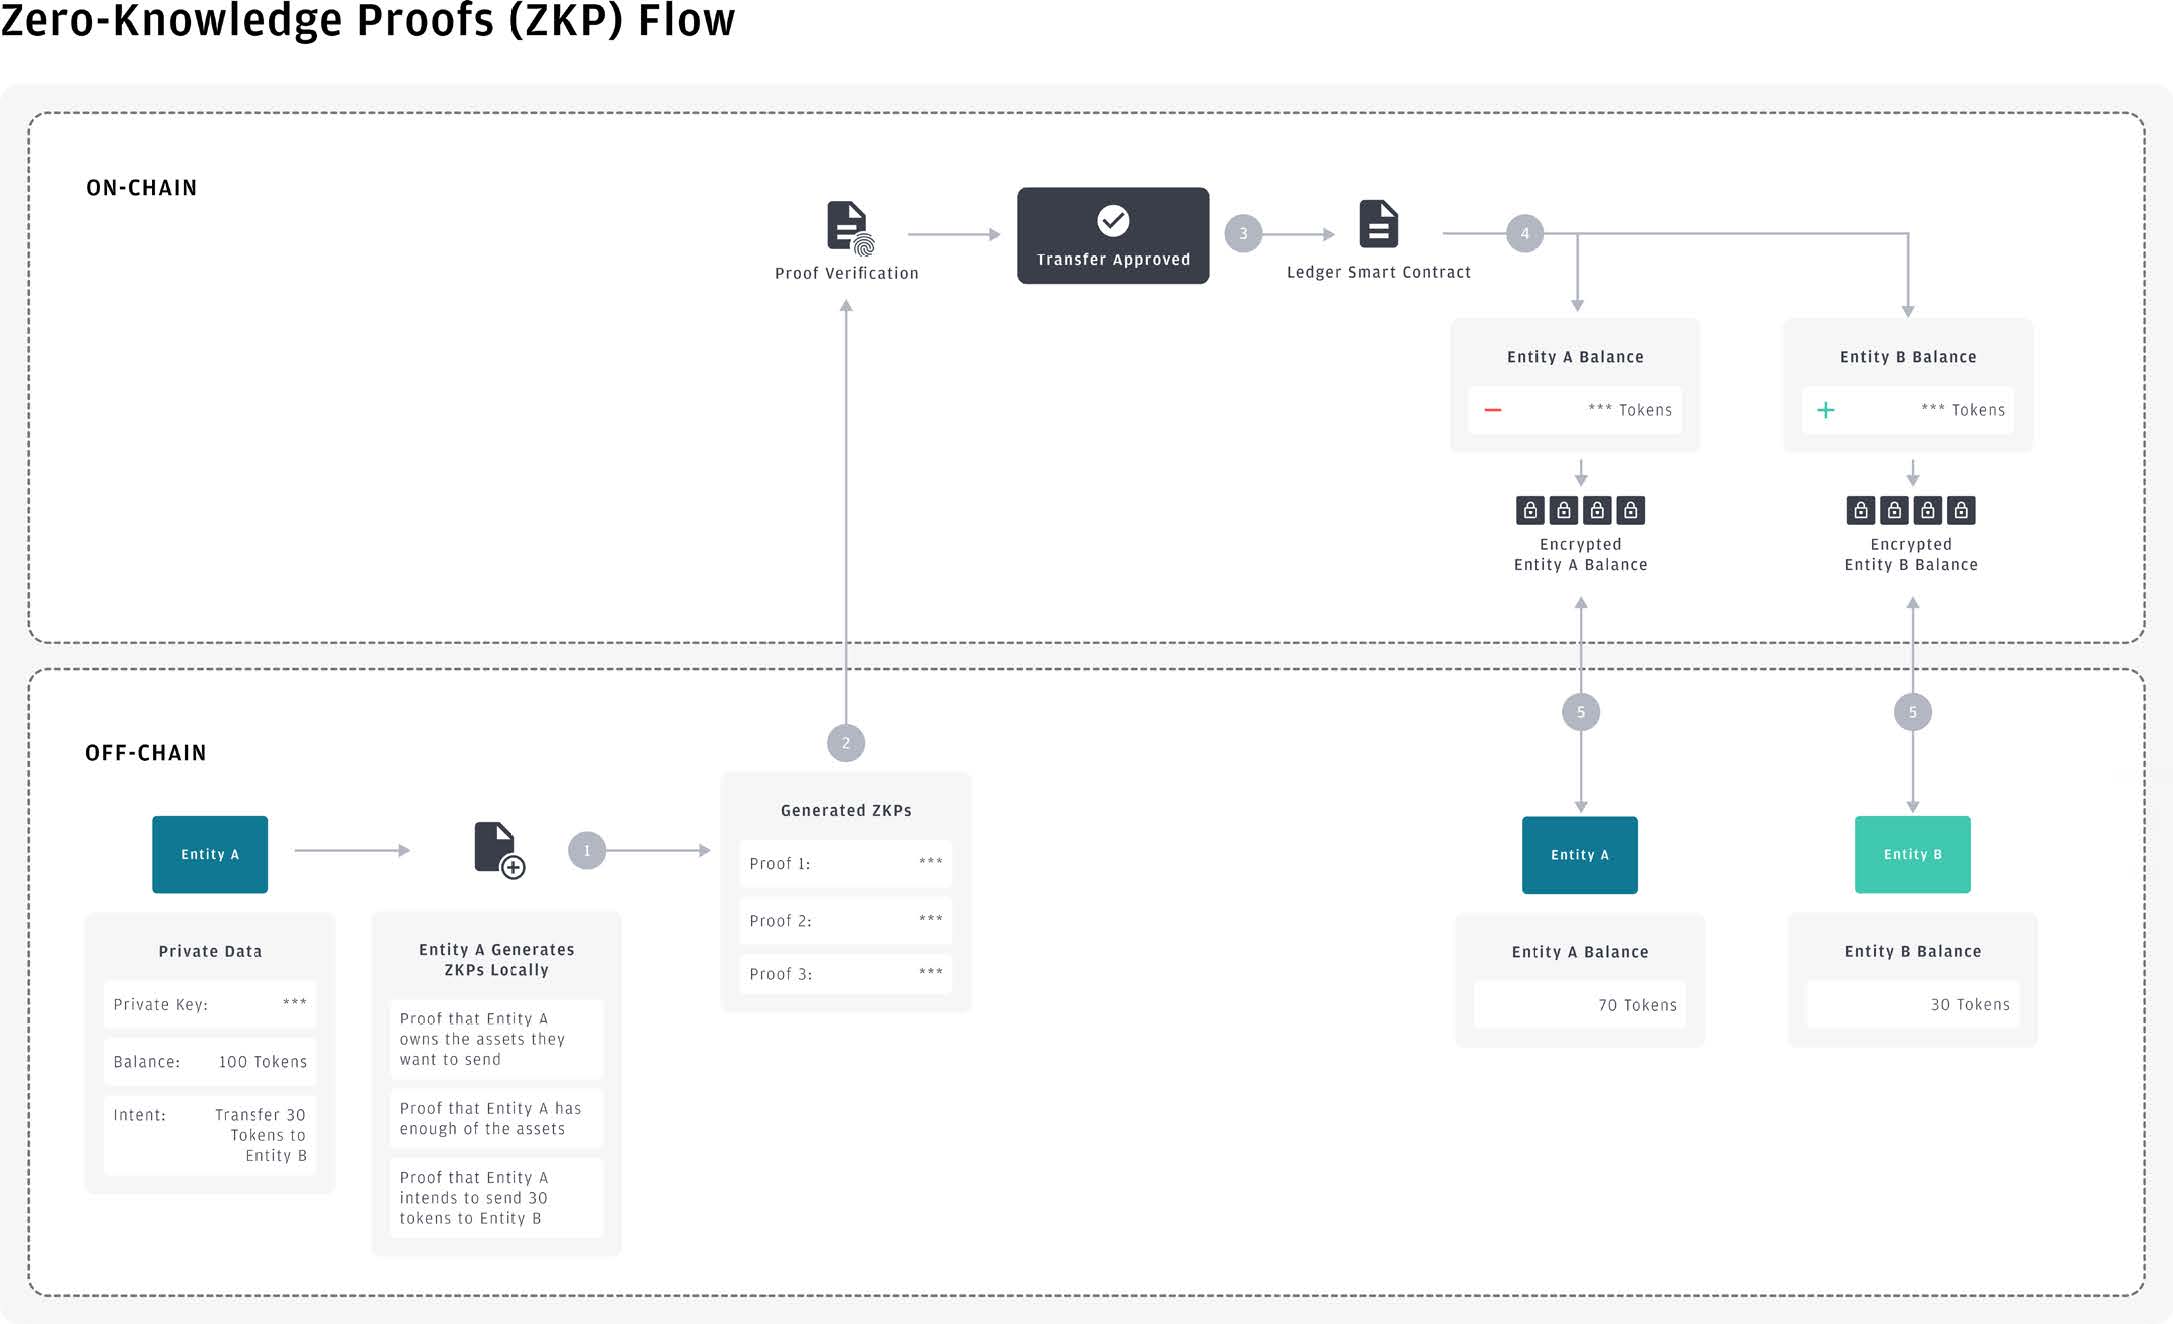 Zero-Knowledge Proofs (ZKP) Flow
ON-CHAIN
Proof Verification
Transfer Approved
3
Ledger Smart Contract
4
Entity A Balance
*** Tokens
Entity B Balance
*** Tokens
Encrypted
Entity A Balance
Encrypted
Entity B Balance
OFF-CHAIN
Entity A
Private Data
Private Key: ***
Balance: 100 Tokens
Intent: Transfer 30
Tokens to
Entity B
1
Entity A Generates
ZKPs Locally
Proof that Entity A
owns the assets they
want to send
Proof that Entity A has
enough of the assets
Proof that Entity A
intends to send 30
tokens to Entity B
2
Generated ZKPs
Proof 1: ***
Proof 2: ***
Proof 3: ***
5
Entity A
Entity A Balance
70 Tokens
5
Entity B
Entity B Balance
30 Tokens